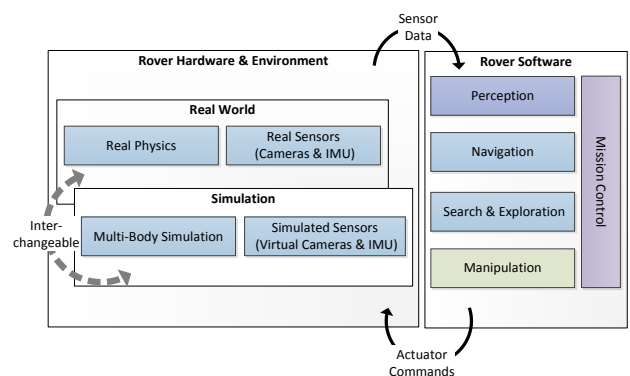 Sensor
Data
Rover Hardware & Environment
Real World
Real Physics
Real Sensors
(Cameras & IMU)
Simulation
Multi-Body Simulation
Simulated Sensors
(Virtual Cameras & IMU)
Inter-
changeable
Rover Software
Perception
Navigation
Search & Exploration
Manipulation
Mission Control
Actuator
Commands